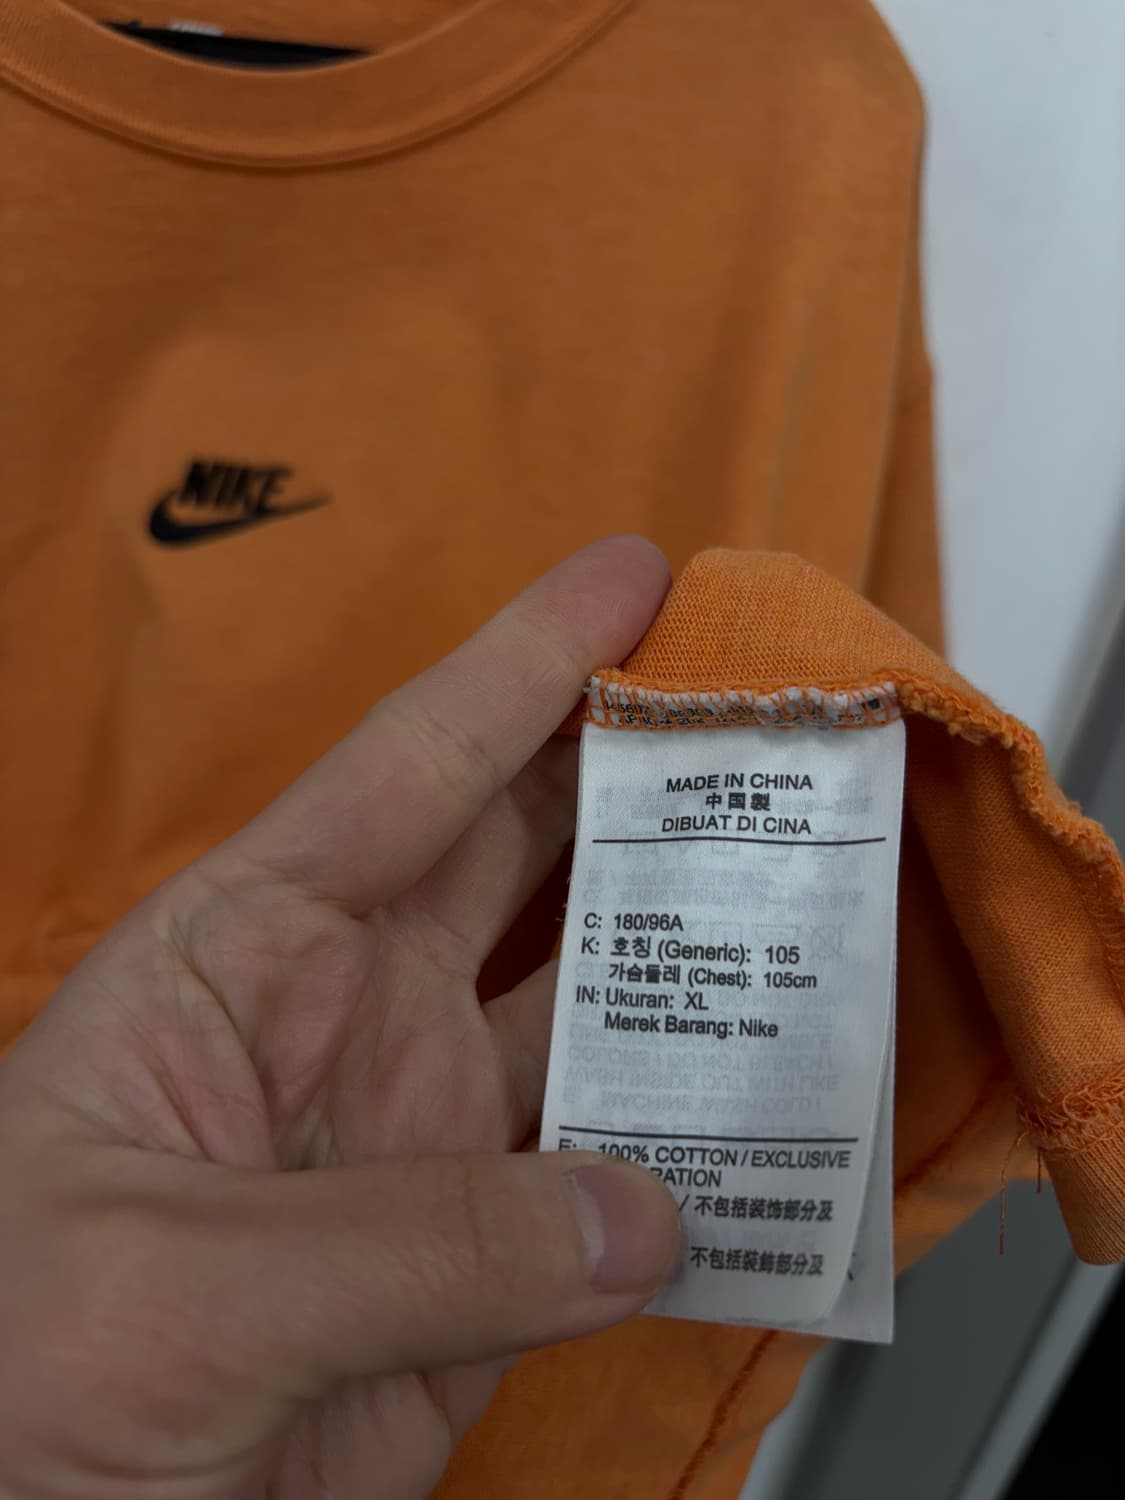 NIKE
MADE IN CHINA
中国製
DIBUAT DI CINA
C: 180/96A
K: 호칭 (Generic): 105
가슴둘레 (Chest): 105cm
IN: Ukuran: XL
Merek Barang: Nike
100% COTTON / EXCLUSIVE
/ 不包括装饰部分及
不包括裝飾部分及